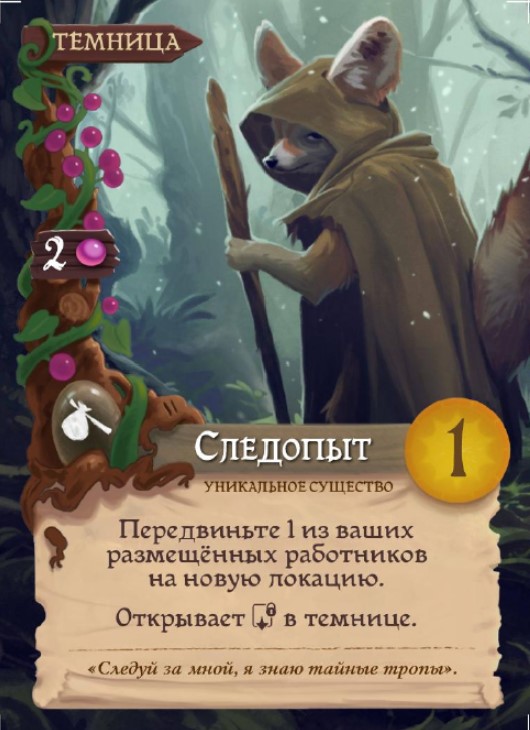 ТЕМНИЦА
2
Следопыт
1
УНИКАЛЬНОЕ СУЩЕСТВО
Передвиньте 1 из ваших
размещённых работников
на новую локацию.
Открывает в темнице.
«Следуй за мной, я знаю тайные тропы».